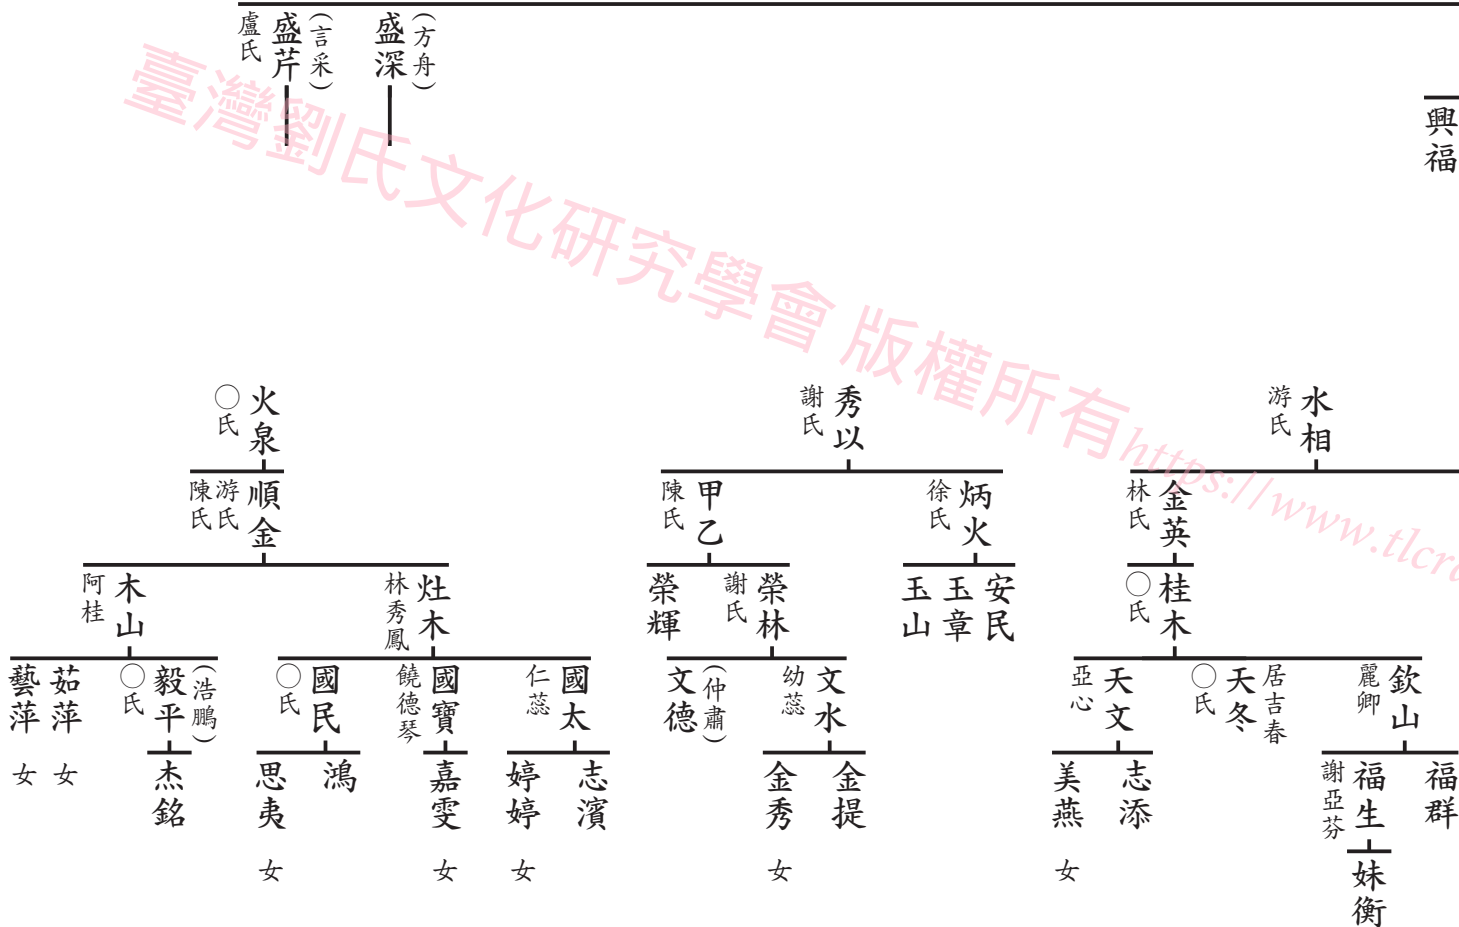 興福
(方舟)
盛深
(言采)
盛芹
盧氏
水相
游氏
秀以
謝氏
火泉
○氏
金英
林氏
炳火
徐氏
甲乙
陳氏
順金
游氏
陳氏
桂木
○氏
安民
玉章
玉山
榮林
謝氏
榮輝
灶木
林秀鳳
木山
阿桂
欽山
麗卿
居吉春
天冬
○氏
天文
亞心
文水
幼蕊
(仲肅)
文德
國太
仁蕊
國寶
饒德琴
國民
○氏
(浩鵬)
毅平
○氏
茹萍 女
藝萍 女
福群
福生
謝亞芬
志添
美燕 女
金提
金秀 女
志濱
婷婷 女
嘉雯 女
鴻
思夷 女
杰銘
妹衡
臺灣劉氏文化研究學會 版權所有https://www.tlcra